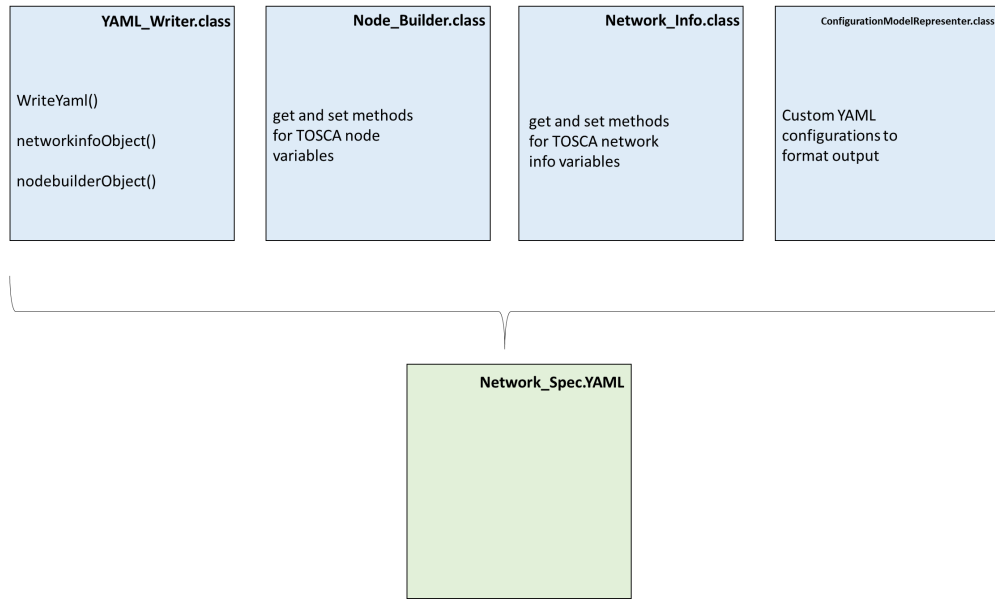 YAML_Writer.class
WriteYaml()
networkinfoObject()
nodebuilderObject()
Node_Builder.class
get and set methods
for TOSCA node
variables
Network_Info.class
get and set methods
for TOSCA network
info variables
ConfigurationModelRepresenter.class
Custom YAML
configurations to
format output
Network_Spec.YAML